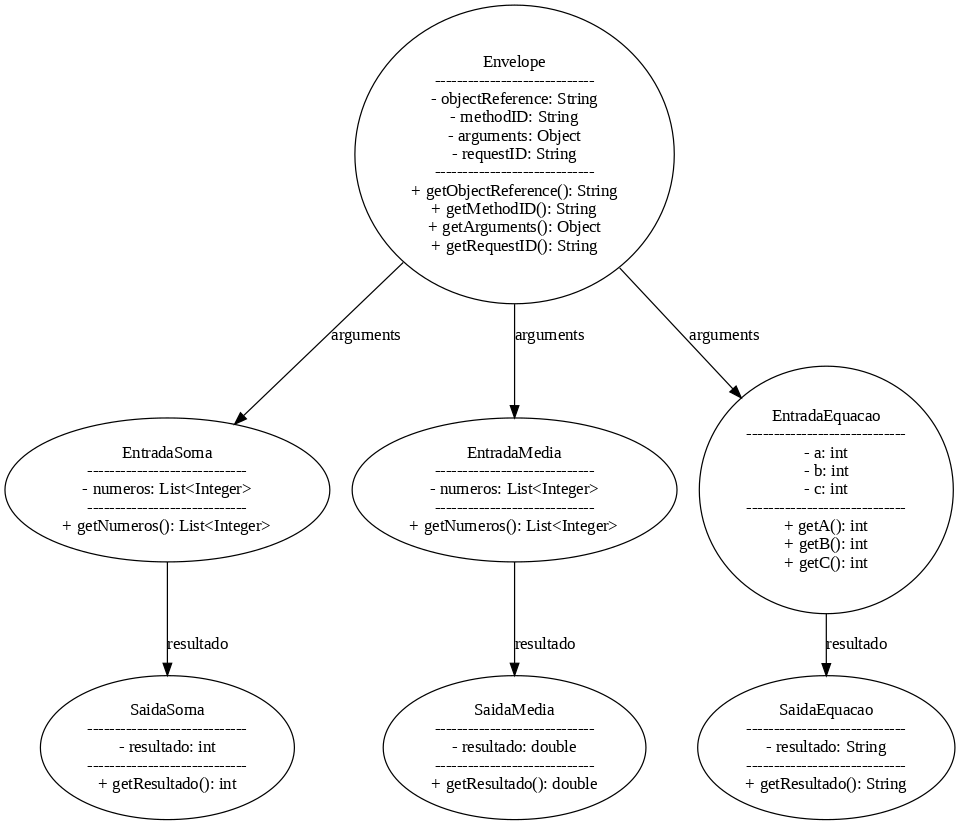 Envelope
-----------------------------
- objectReference: String
- methodID: String
- arguments: Object
- requestID: String
-----------------------------
+ getObjectReference(): String
+ getMethodID(): String
+ getArguments(): Object
+ getRequestID(): String
arguments
arguments
arguments
EntradaSoma
-----------------------------
- numeros: List<Integer>
-----------------------------
+ getNumeros(): List<Integer>
EntradaMedia
-----------------------------
- numeros: List<Integer>
-----------------------------
+ getNumeros(): List<Integer>
EntradaEquacao
-----------------------------
- a: int
- b: int
- c: int
-----------------------------
+ getA(): int
+ getB(): int
+ getC(): int
resultado
resultado
resultado
SaidaSoma
-----------------------------
- resultado: int
-----------------------------
+ getResultado(): int
SaidaMedia
-----------------------------
- resultado: double
-----------------------------
+ getResultado(): double
SaidaEquacao
-----------------------------
- resultado: String
-----------------------------
+ getResultado(): String